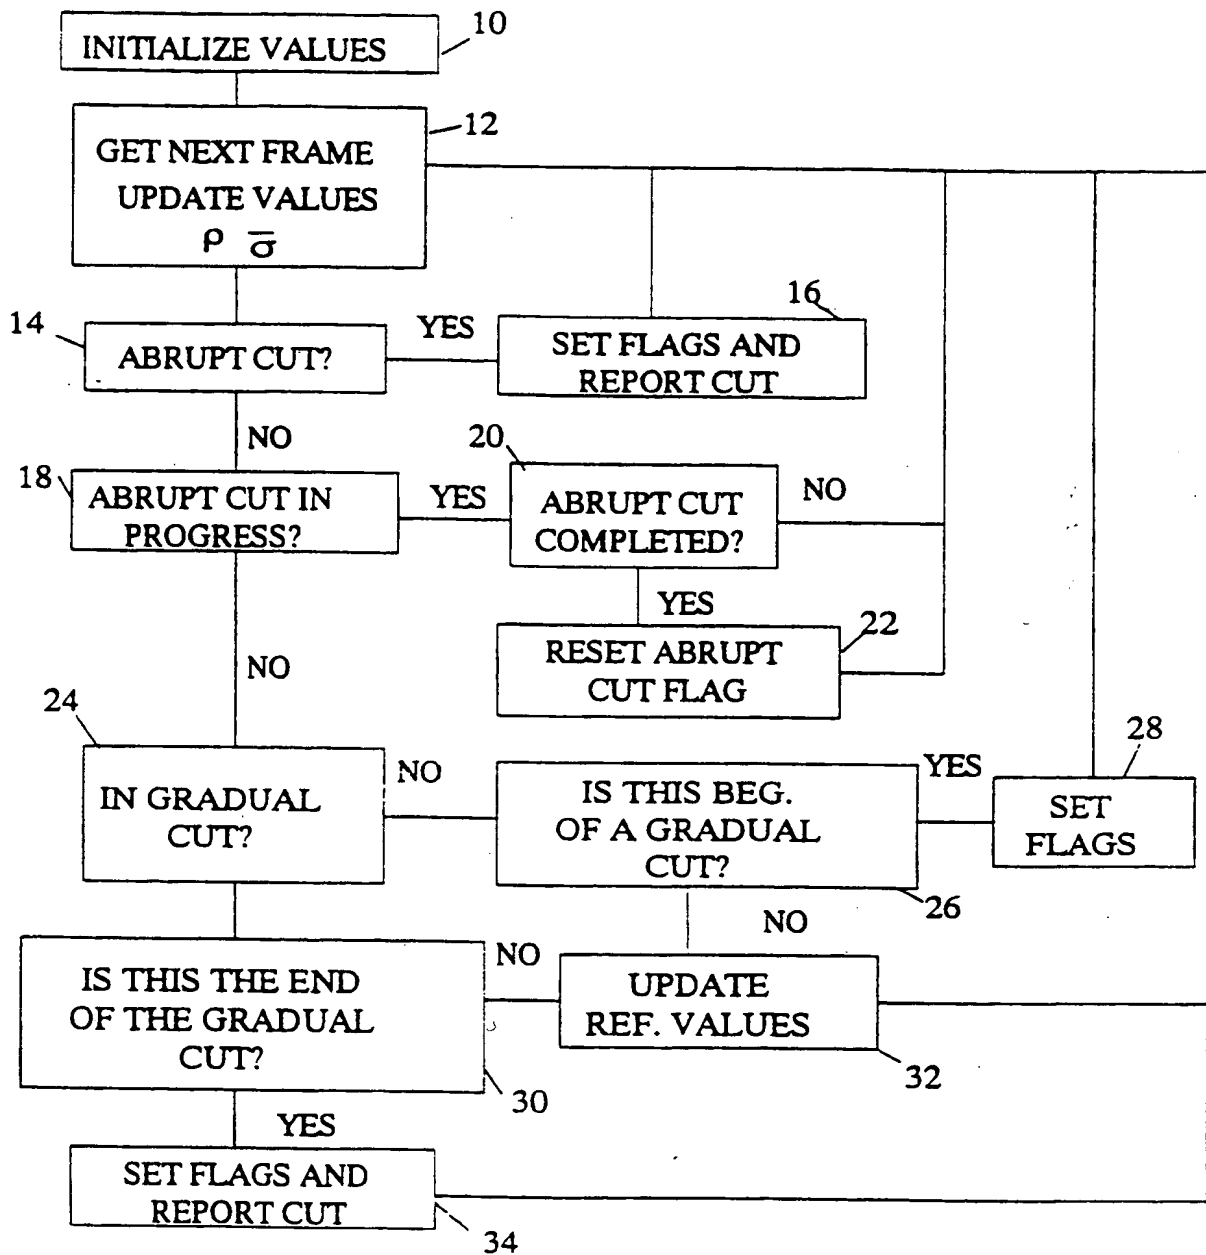 INITIALIZE VALUES
10
GET NEXT FRAME
UPDATE VALUES
ρ σ̅
12
14
ABRUPT CUT?
YES
16
SET FLAGS AND
REPORT CUT
NO
18
ABRUPT CUT IN
PROGRESS?
YES
20
ABRUPT CUT
COMPLETED?
NO
YES
22
RESET ABRUPT
CUT FLAG
NO
24
IN GRADUAL
CUT?
NO
IS THIS BEG.
OF A GRADUAL
CUT?
26
YES
28
SET
FLAGS
NO
IS THIS THE END
OF THE GRADUAL
CUT?
30
NO
UPDATE
REF. VALUES
32
YES
SET FLAGS AND
REPORT CUT
34